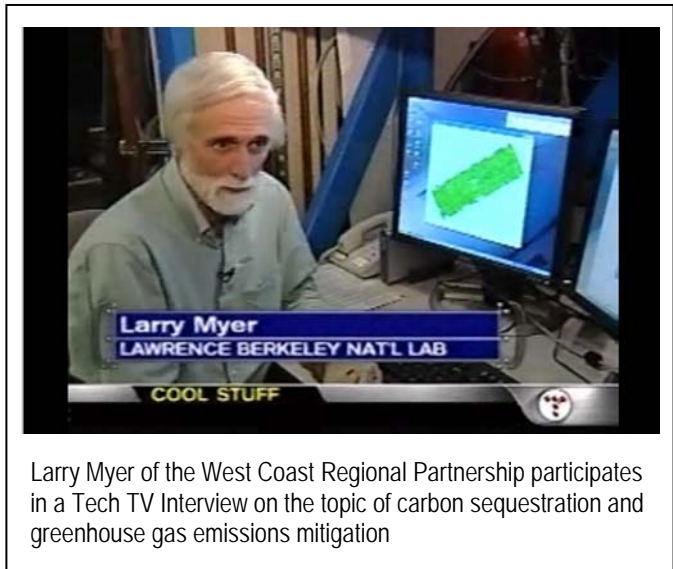 Larry Myer
LAWRENCE BERKELEY NAT'L LAB
COOL STUFF
Larry Myer of the West Coast Regional Partnership participates
in a Tech TV Interview on the topic of carbon sequestration and
greenhouse gas emissions mitigation